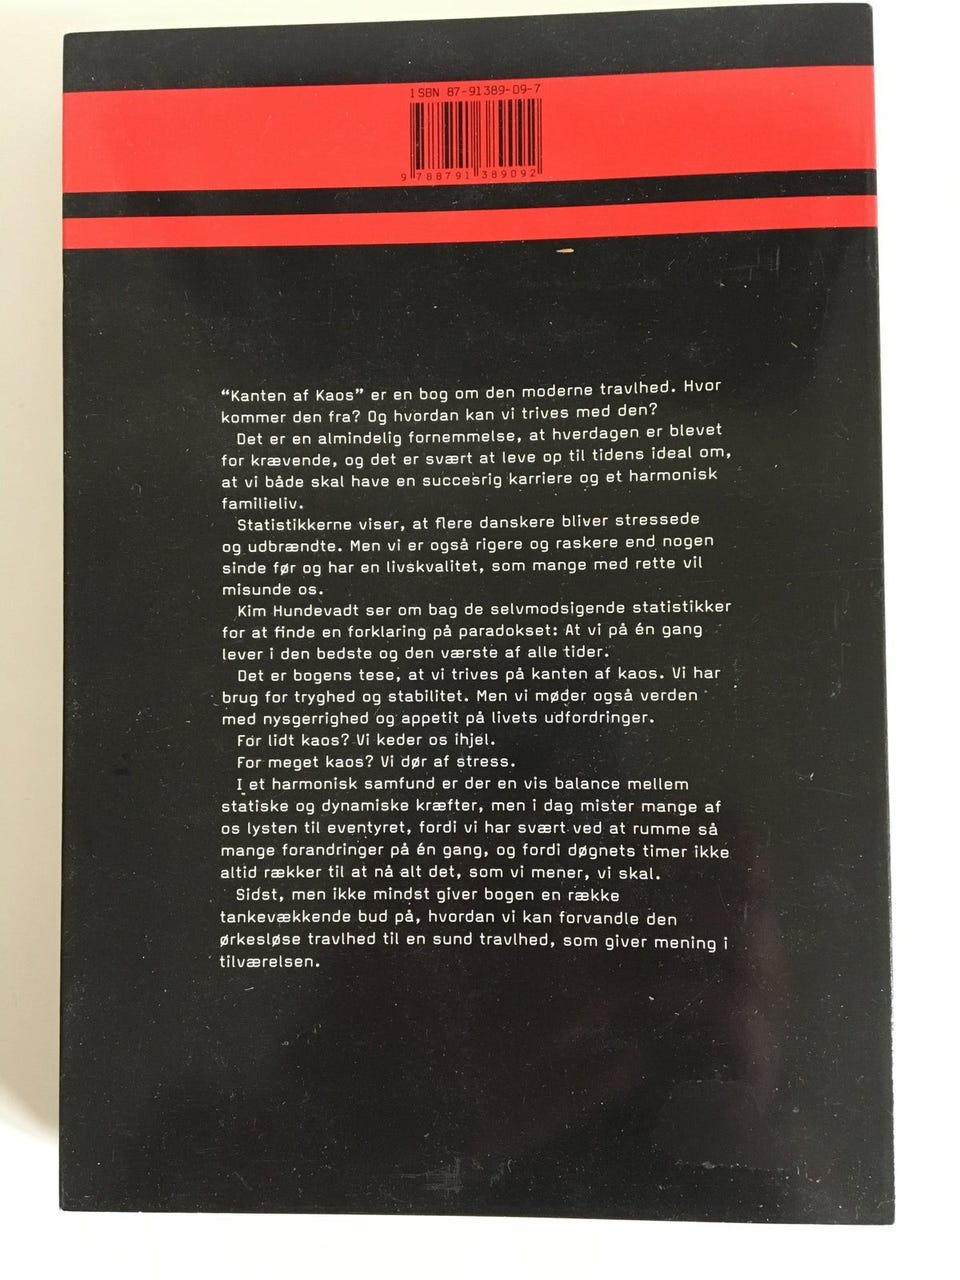 ISBN 87-91389-09-7
9 788791 389092
“Kanten af Kaos” er en bog om den moderne travlhed. Hvor
kommer den fra? Og hvordan kan vi trives med den?
Det er en almindelig fornemmelse, at hverdagen er blevet
for krævende, og det er svært at leve op til tidens ideal om,
at vi både skal have en succesrig karriere og et harmonisk
familieliv.
Statistikkerne viser, at flere danskere bliver stressede
og udbrændte. Men vi er også rigere og raskere end nogen
sinde før og har en livskvalitet, som mange med rette vil
misunde os.
Kim Hundevadt ser om bag de selvmodsigende statistikker
for at finde en forklaring på paradokset: At vi på én gang
lever i den bedste og den værste af alle tider.
Det er bogens tese, at vi trives på kanten af kaos. Vi har
brug for tryghed og stabilitet. Men vi møder også verden
med nysgerrighed og appetit på livets udfordringer.
For lidt kaos? Vi keder os ihjel.
For meget kaos? Vi dør af stress.
I et harmonisk samfund er der en vis balance mellem
statiske og dynamiske kræfter, men i dag mister mange af
os lysten til eventyret, fordi vi har svært ved at rumme så
mange forandringer på én gang, og fordi døgnets timer ikke
altid rækker til at nå alt det, som vi mener, vi skal.
Sidst, men ikke mindst giver bogen en række
tankevækkende bud på, hvordan vi kan forvandle den
ørkesløse travlhed til en sund travlhed, som giver mening i
tilværelsen.